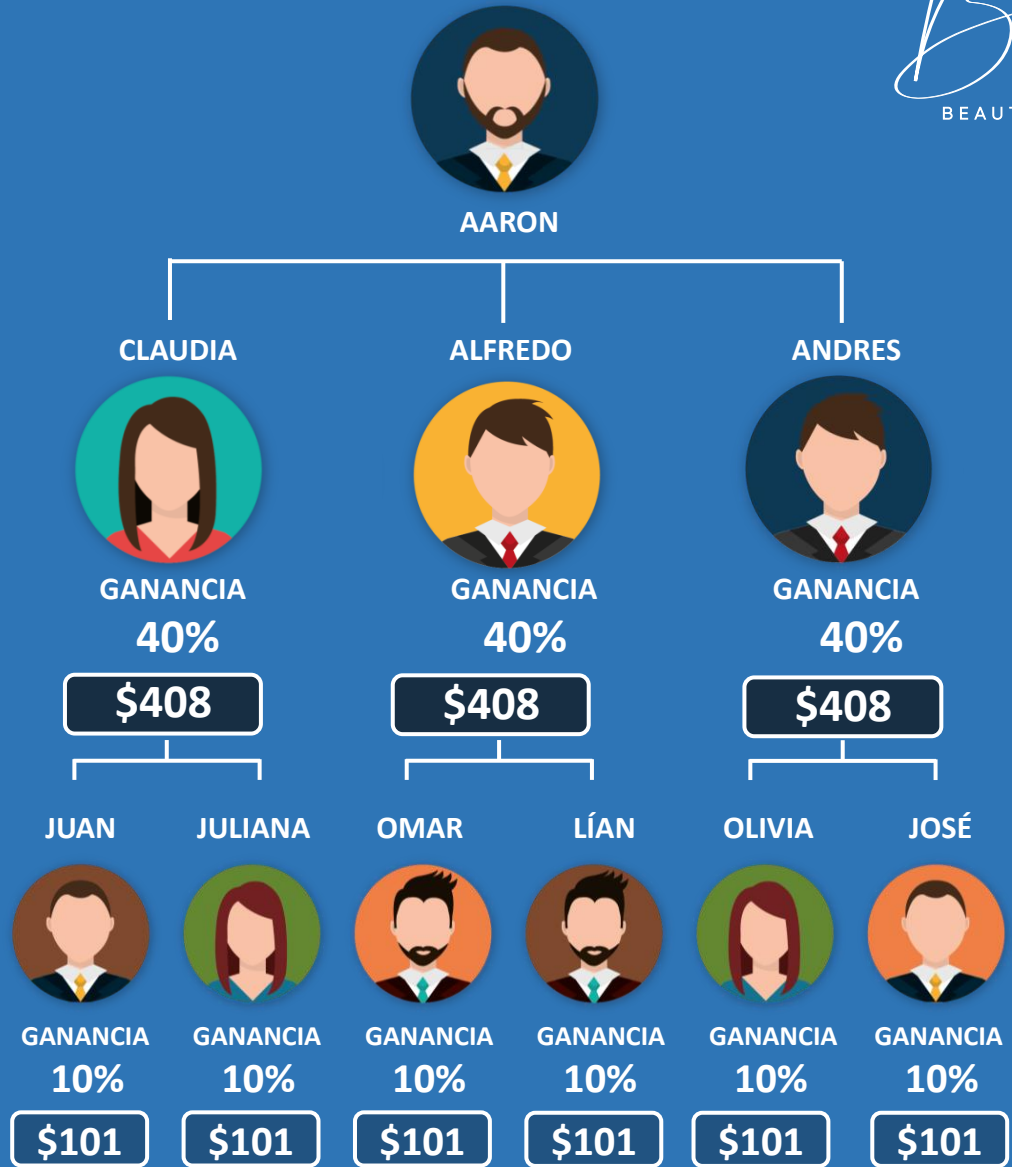 BEAUT
AARON
CLAUDIA ALFREDO ANDRES
GANANCIA GANANCIA GANANCIA
40% 40% 40%
$408 $408 $408
JUAN JULIANA OMAR LÍAN OLIVIA JOSÉ
GANANCIA GANANCIA GANANCIA GANANCIA GANANCIA GANANCIA
10% 10% 10% 10% 10% 10%
$101 $101 $101 $101 $101 $101